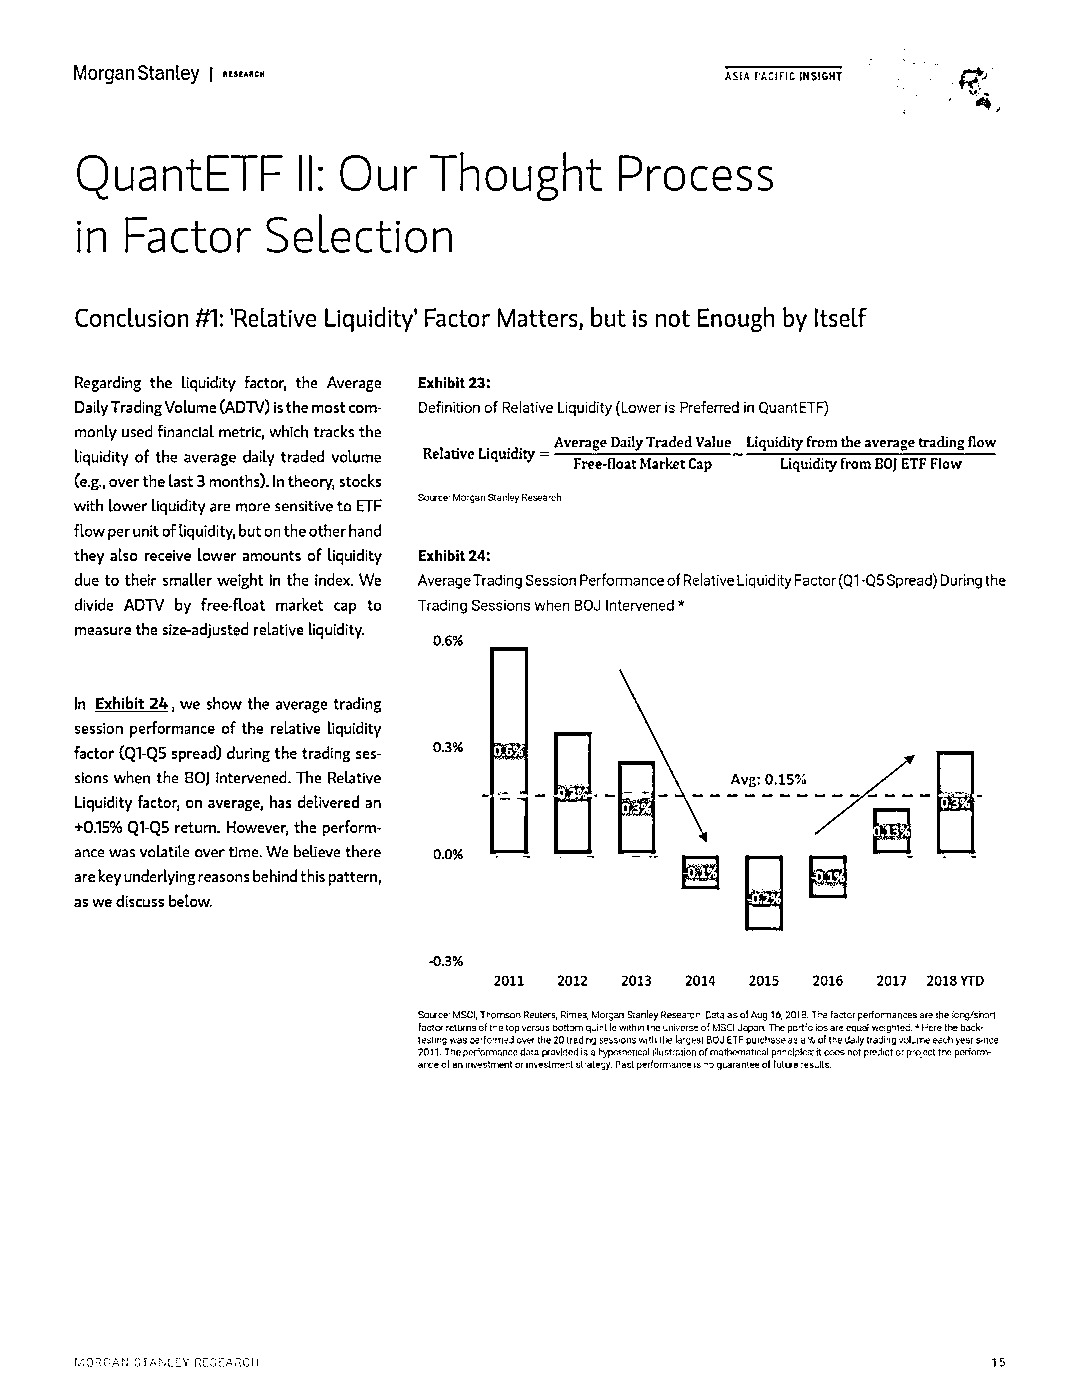 Morgan Stanley | RESEARCH
ASIA PACIFIC INSIGHT
QuantETF II: Our Thought Process
in Factor Selection
Conclusion #1: 'Relative Liquidity' Factor Matters, but is not Enough by Itself
Regarding the liquidity factor, the Average
Daily Trading Volume (ADTV) is the most com-
monly used financial metric, which tracks the
liquidity of the average daily traded volume
(e.g., over the last 3 months). In theory, stocks
with lower liquidity are more sensitive to ETF
flow per unit of liquidity, but on the other hand
they also receive lower amounts of liquidity
due to their smaller weight in the index. We
divide ADTV by free-float market cap to
measure the size-adjusted relative liquidity.
In Exhibit 24 , we show the average trading
session performance of the relative liquidity
factor (Q1-Q5 spread) during the trading ses-
sions when the BOJ intervened. The Relative
Liquidity factor, on average, has delivered an
+0.15% Q1-Q5 return. However, the perform-
ance was volatile over time. We believe there
are key underlying reasons behind this pattern,
as we discuss below.
Exhibit 23:
Definition of Relative Liquidity (Lower is Preferred in QuantETF)
Relative Liquidity = Average Daily Traded Value / Free-float Market Cap ~ Liquidity from the average trading flow / Liquidity from BOJ ETF Flow
Source: Morgan Stanley Research
Exhibit 24:
Average Trading Session Performance of Relative Liquidity Factor (Q1-Q5 Spread) During the
Trading Sessions when BOJ Intervened *
0.6%
0.3%
0.0%
-0.3%
Avg: 0.15%
0.6%
0.3%
0.3%
-0.1%
-0.2%
-0.1%
0.13%
0.3%
2011 2012 2013 2014 2015 2016 2017 2018 YTD
Source: MSCI, Thomson Reuters, Rimes, Morgan Stanley Research. Data as of Aug 16, 2018. The factor performances are the long/short
factor returns of the top versus bottom quintile within the universe of MSCI Japan. The portfolios are equal weighted. * Here the back-
testing was performed over the 20 trading sessions with the largest BOJ ETF purchase as a % of the daily trading volume each year since
2011. The performance data provided is a hypothetical illustration of mathematical principles; it does not predict or project the perform-
ance of an investment or investment strategy. Past performance is no guarantee of future results.
MORGAN STANLEY RESEARCH
15